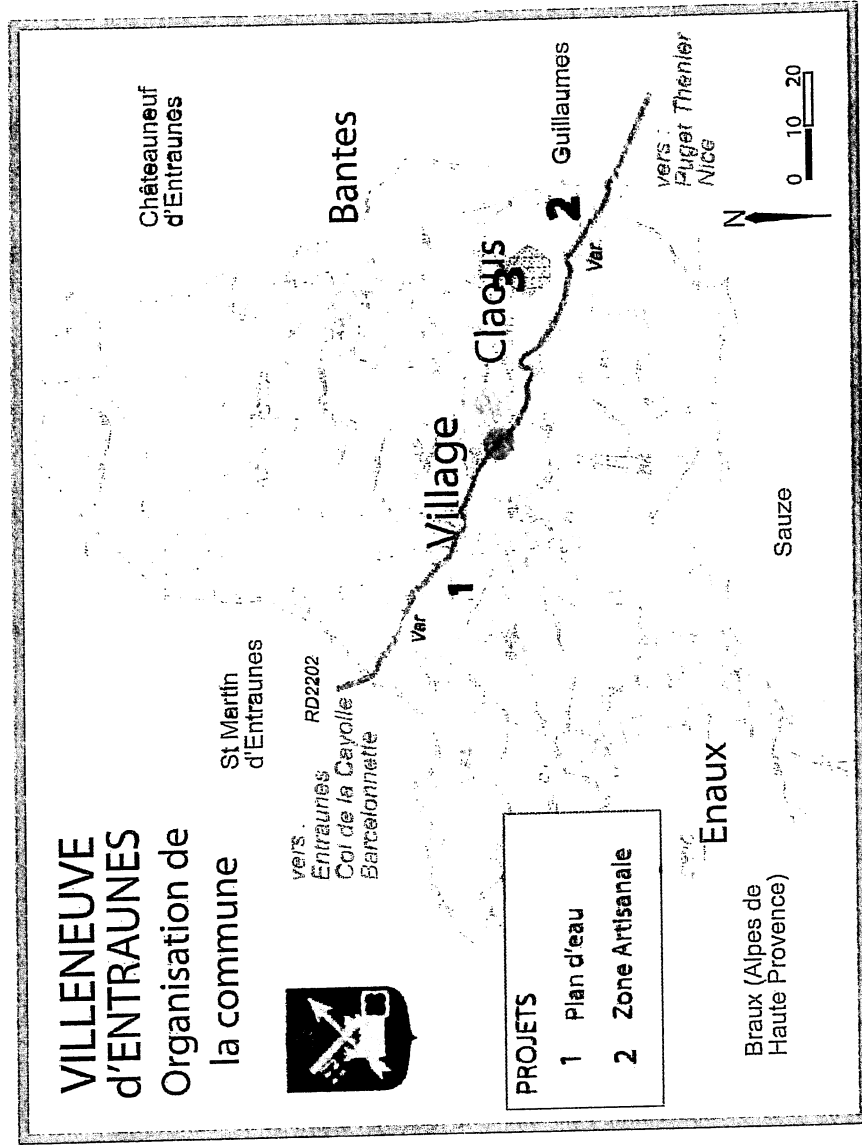 VILLENEUVE
d'ENTRAUNES
Organisation de
la commune
St Martin
d'Entraunes
Châteauneuf
d'Entraunes
vers :
Entraunes
Col de la Cayolle
Barcelonnette
RD2202
Var
1
Village
Claous
3
Bantes
2
Guillaumes
Var
vers :
Puget Thenier
Nice
PROJETS
1 Plan d'eau
2 Zone Artisanale
Enaux
Sauze
Braux (Alpes de
Haute Provence)
N
0 10 20